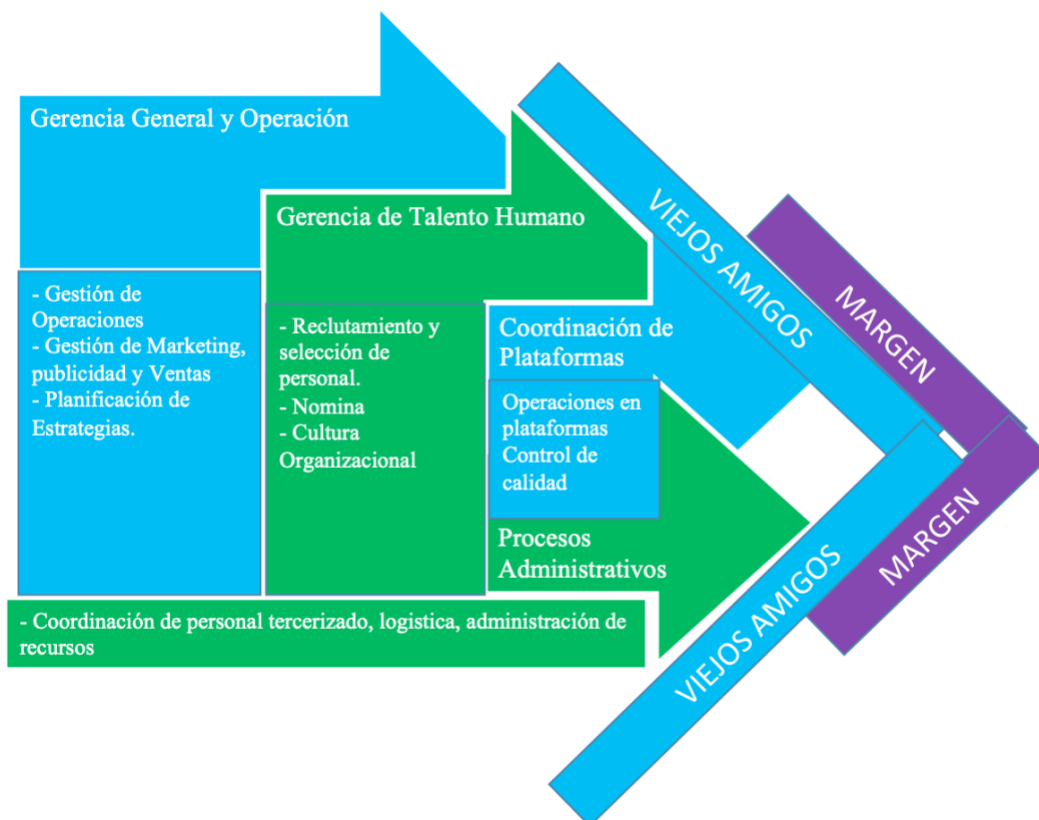 Gerencia General y Operación
- Gestión de
Operaciones
- Gestión de Marketing,
publicidad y Ventas
- Planificación de
Estrategias.
Gerencia de Talento Humano
- Reclutamiento y
selección de
personal.
- Nomina
- Cultura
Organizacional
Coordinación de
Plataformas
Operaciones en
plataformas
Control de
calidad
Procesos
Administrativos
- Coordinación de personal tercerizado, logistica, administración de
recursos
VIEJOS AMIGOS
MARGEN
VIEJOS AMIGOS
MARGEN